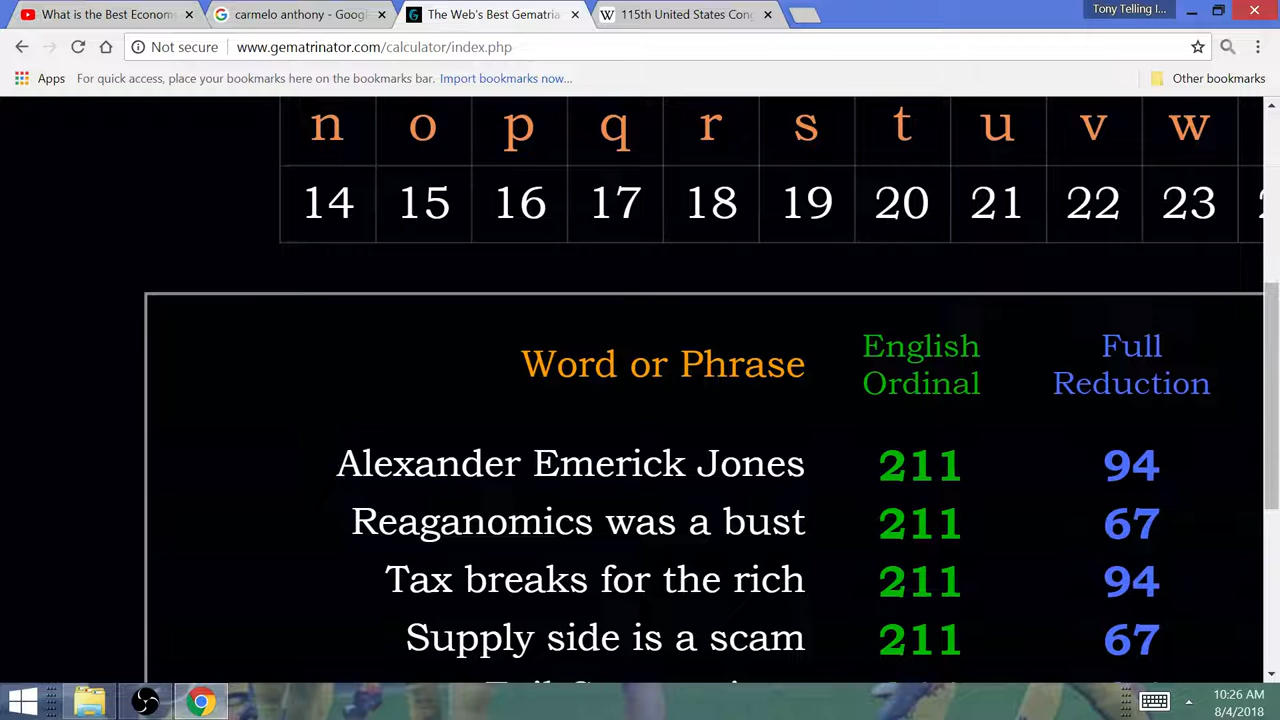 What is the Best Econom
carmelo anthony - Googl
The Web's Best Gematria
115th United States Con
Tony Telling I...
Not secure
www.gematrinator.com/calculator/index.php
Apps
For quick access, place your bookmarks here on the bookmarks bar. Import bookmarks now...
Other bookmarks
n o p q r s t u v w
14 15 16 17 18 19 20 21 22 23
Word or Phrase
English Ordinal
Full Reduction
Alexander Emerick Jones 211 94
Reaganomics was a bust 211 67
Tax breaks for the rich 211 94
Supply side is a scam 211 67
10:26 AM
8/4/2018